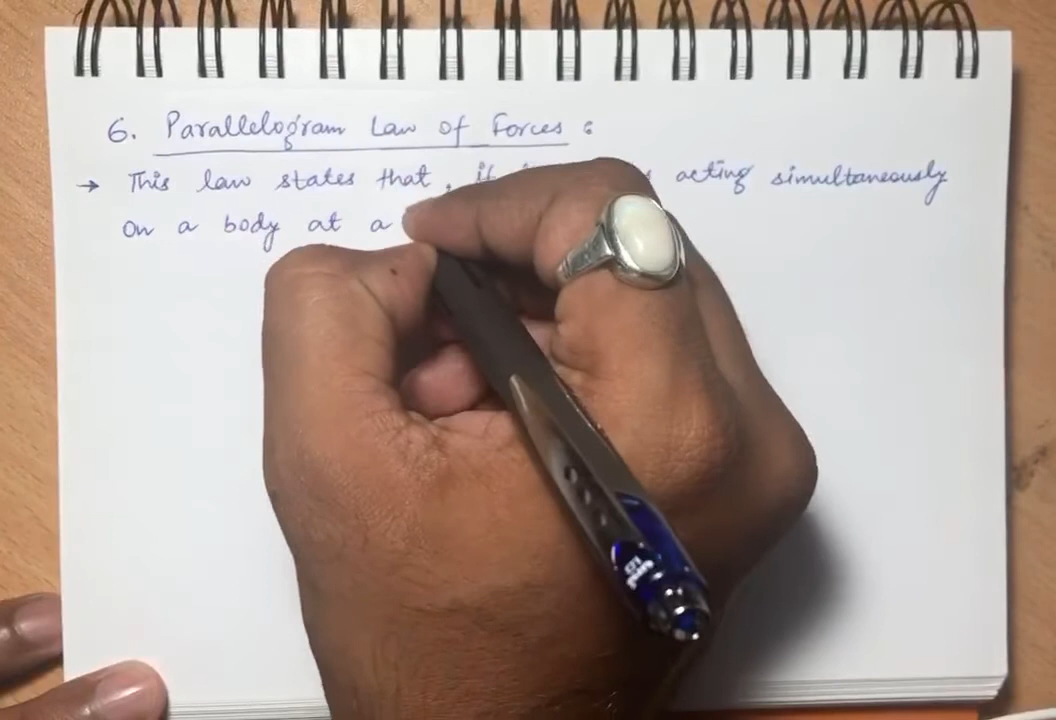 6. Parallelogram Law of Forces :
→ This law states that, if acting simultaneously
on a body at a